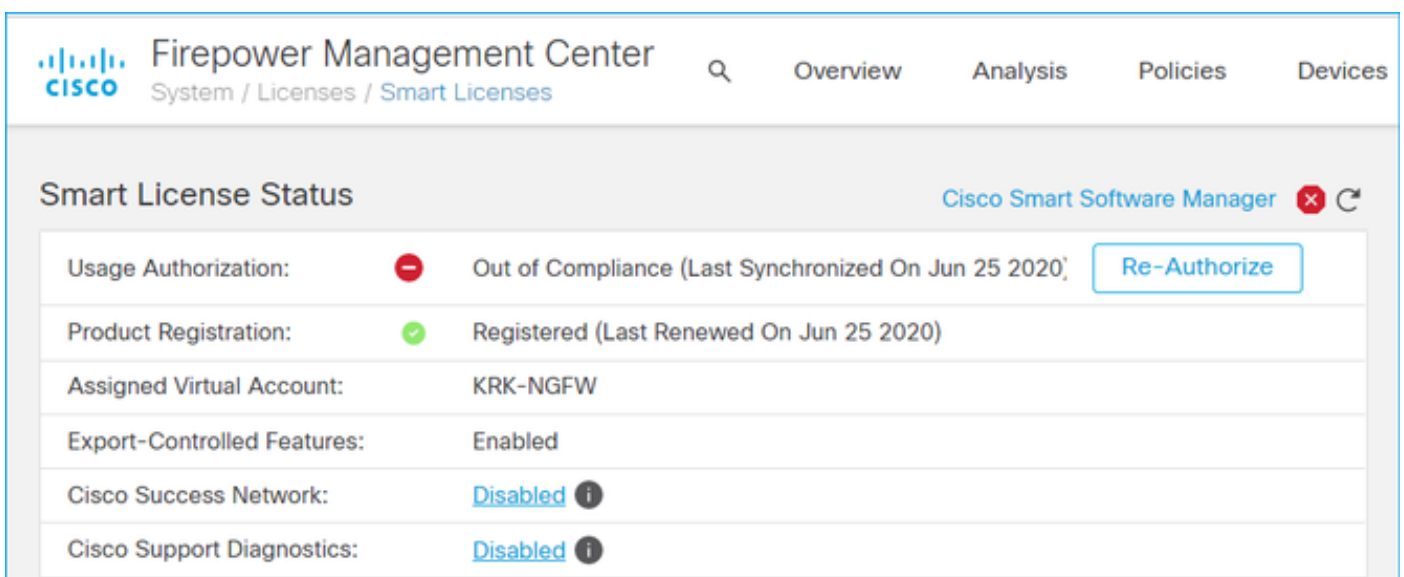 Firepower Management Center
CISCO System / Licenses / Smart Licenses
Overview Analysis Policies Devices
Smart License Status
Cisco Smart Software Manager
Usage Authorization: Out of Compliance (Last Synchronized On Jun 25 2020) Re-Authorize
Product Registration: Registered (Last Renewed On Jun 25 2020)
Assigned Virtual Account: KRK-NGFW
Export-Controlled Features: Enabled
Cisco Success Network: Disabled
Cisco Support Diagnostics: Disabled